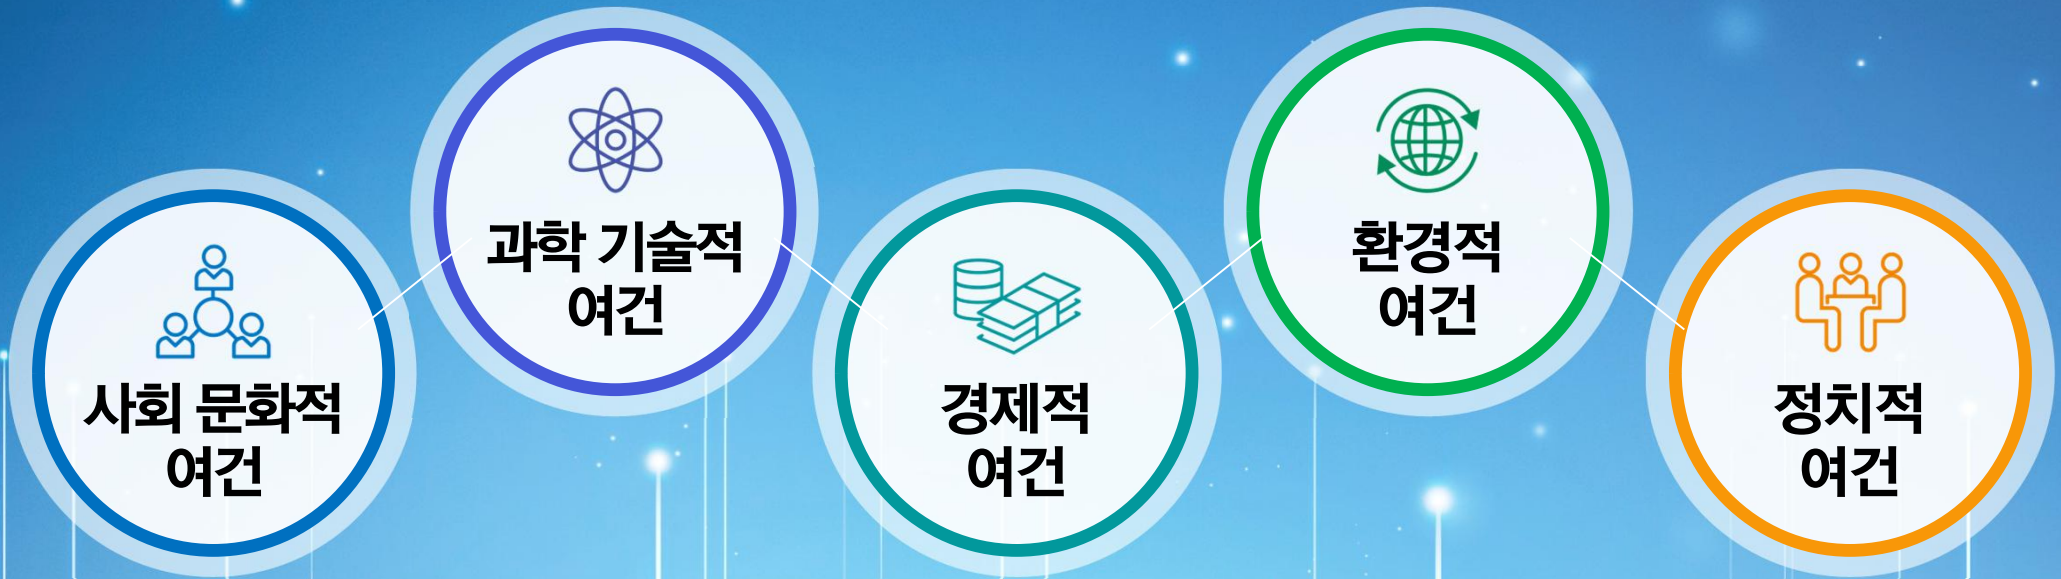 사회 문화적
여건
과학 기술적
여건
경제적
여건
환경적
여건
정치적
여건